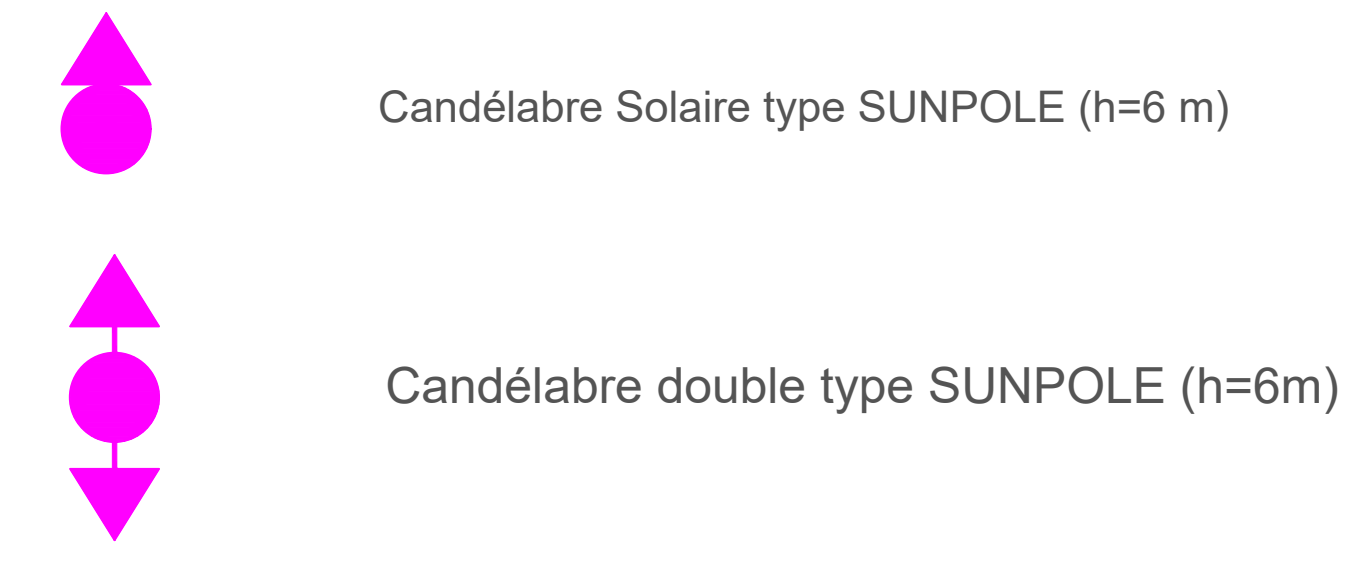 Candélabre Solaire type SUNPOLE (h=6 m)
Candélabre double type SUNPOLE (h=6m)